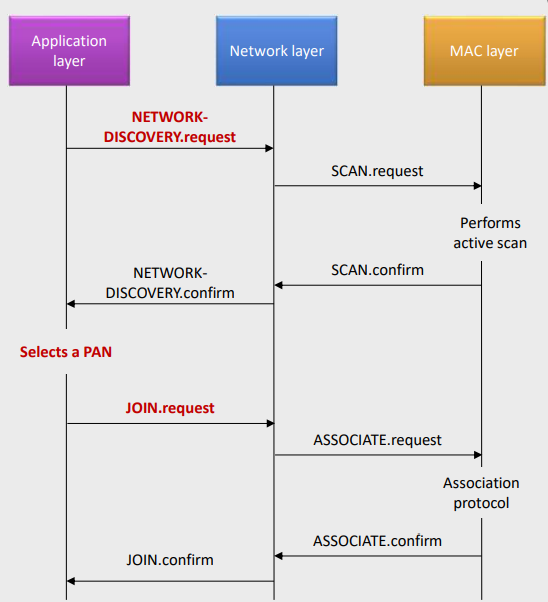 Application
layer
Network layer
MAC layer
NETWORK-
DISCOVERY.request
SCAN.request
Performs
active scan
SCAN.confirm
NETWORK-
DISCOVERY.confirm
Selects a PAN
JOIN.request
ASSOCIATE.request
Association
protocol
ASSOCIATE.confirm
JOIN.confirm